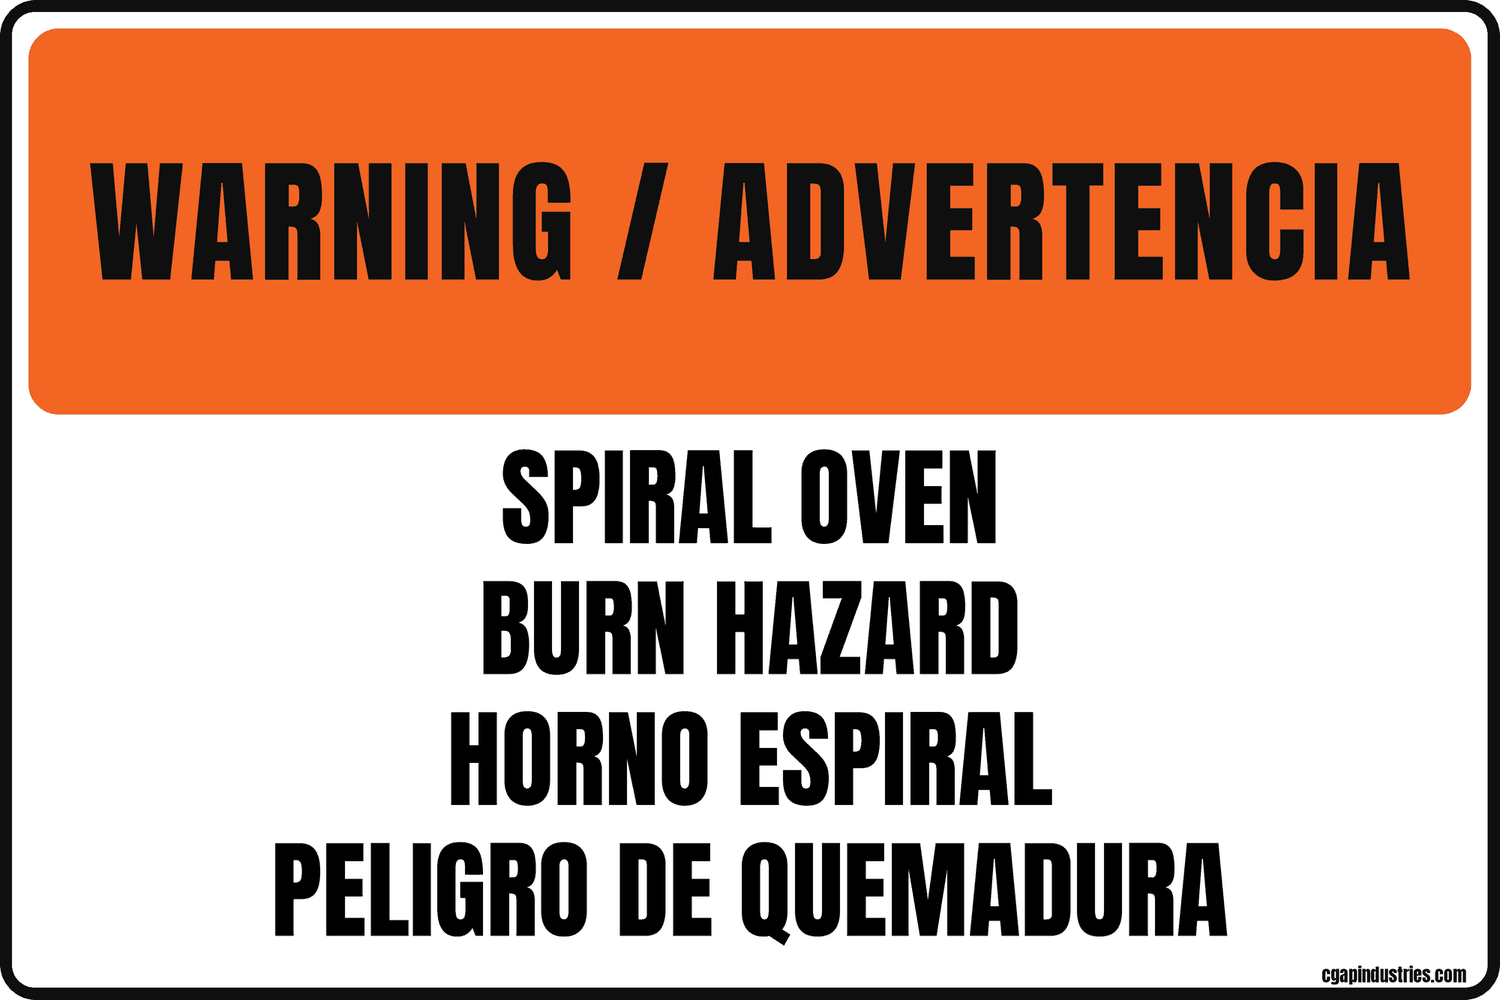 WARNING / ADVERTENCIA
SPIRAL OVEN
BURN HAZARD
HORNO ESPIRAL
PELIGRO DE QUEMADURA
cgapindustries.com